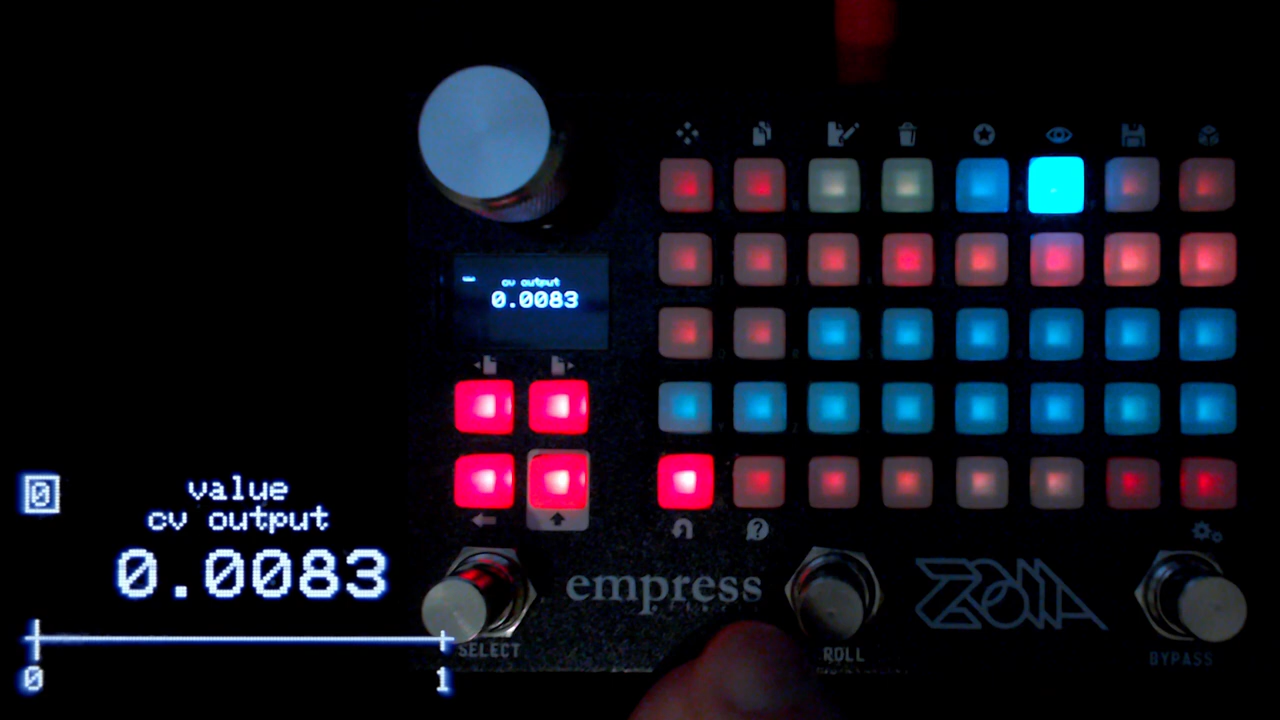 cv output
0.0083
0
value
cv output
0.0083
0
1
empress
ZOIA
SELECT
ROLL
BYPASS